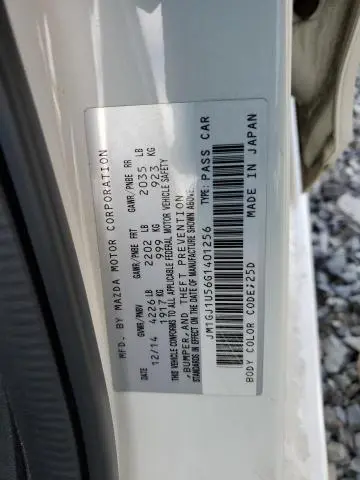 MFD. BY MAZDA MOTOR CORPORATION
DATE GVWR/PNBV GAWR/PNBE FRT GAWR/PNBE RR
12/14 4226 LB 2202 LB 2035 LB
1917 KG 999 KG 923 KG
THIS VEHICLE CONFORMS TO ALL APPLICABLE FEDERAL MOTOR VEHICLE SAFETY
BUMPER, AND THEFT PREVENTION
STANDARDS IN EFFECT ON THE DATE OF MANUFACTURE SHOWN ABOVE.
JM1GJ1U56G1401256 TYPE: PASS CAR
BODY COLOR CODE:25D MADE IN JAPAN